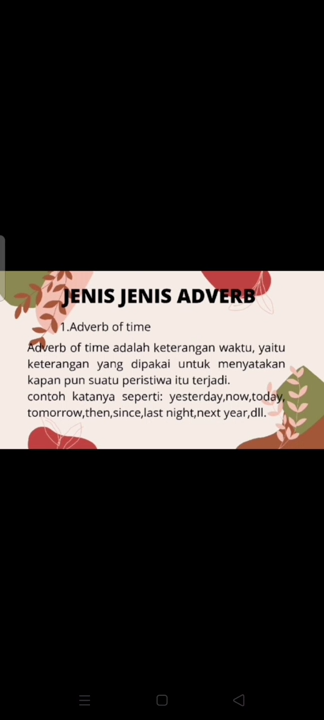 JENIS JENIS ADVERB
1.Adverb of time
Adverb of time adalah keterangan waktu, yaitu
keterangan yang dipakai untuk menyatakan
kapan pun suatu peristiwa itu terjadi.
contoh katanya seperti: yesterday,now,today,
tomorrow,then,since,last night,next year,dll.